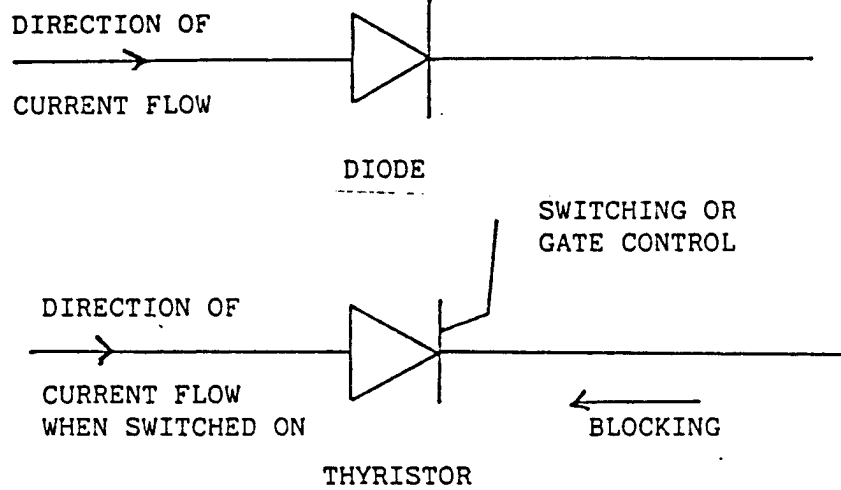 DIRECTION OF
CURRENT FLOW
DIODE
SWITCHING OR
GATE CONTROL
DIRECTION OF
CURRENT FLOW
WHEN SWITCHED ON
BLOCKING
THYRISTOR